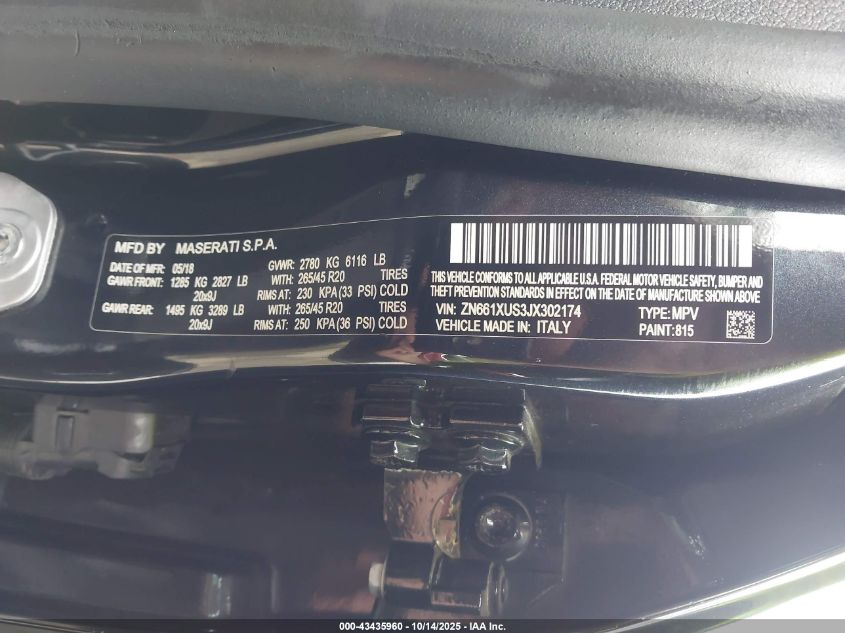 MFD BY MASERATI S.P.A.
DATE OF MFR: 05/18 GVWR: 2780 KG 6116 LB
GAWR FRONT: 1285 KG 2827 LB WITH: 265/45 R20 TIRES
20x9J RIMS AT: 230 KPA (33 PSI) COLD
GAWR REAR: 1495 KG 3289 LB WITH: 265/45 R20 TIRES
20x9J RIMS AT: 250 KPA (36 PSI) COLD
THIS VEHICLE CONFORMS TO ALL APPLICABLE U.S.A. FEDERAL MOTOR VEHICLE SAFETY, BUMPER AND
THEFT PREVENTION STANDARDS IN EFFECT ON THE DATE OF MANUFACTURE SHOWN ABOVE.
VIN: ZN661XUS3JX302174 TYPE: MPV
VEHICLE MADE IN: ITALY PAINT: 815
000-43435960 - 10/14/2025 - IAA Inc.